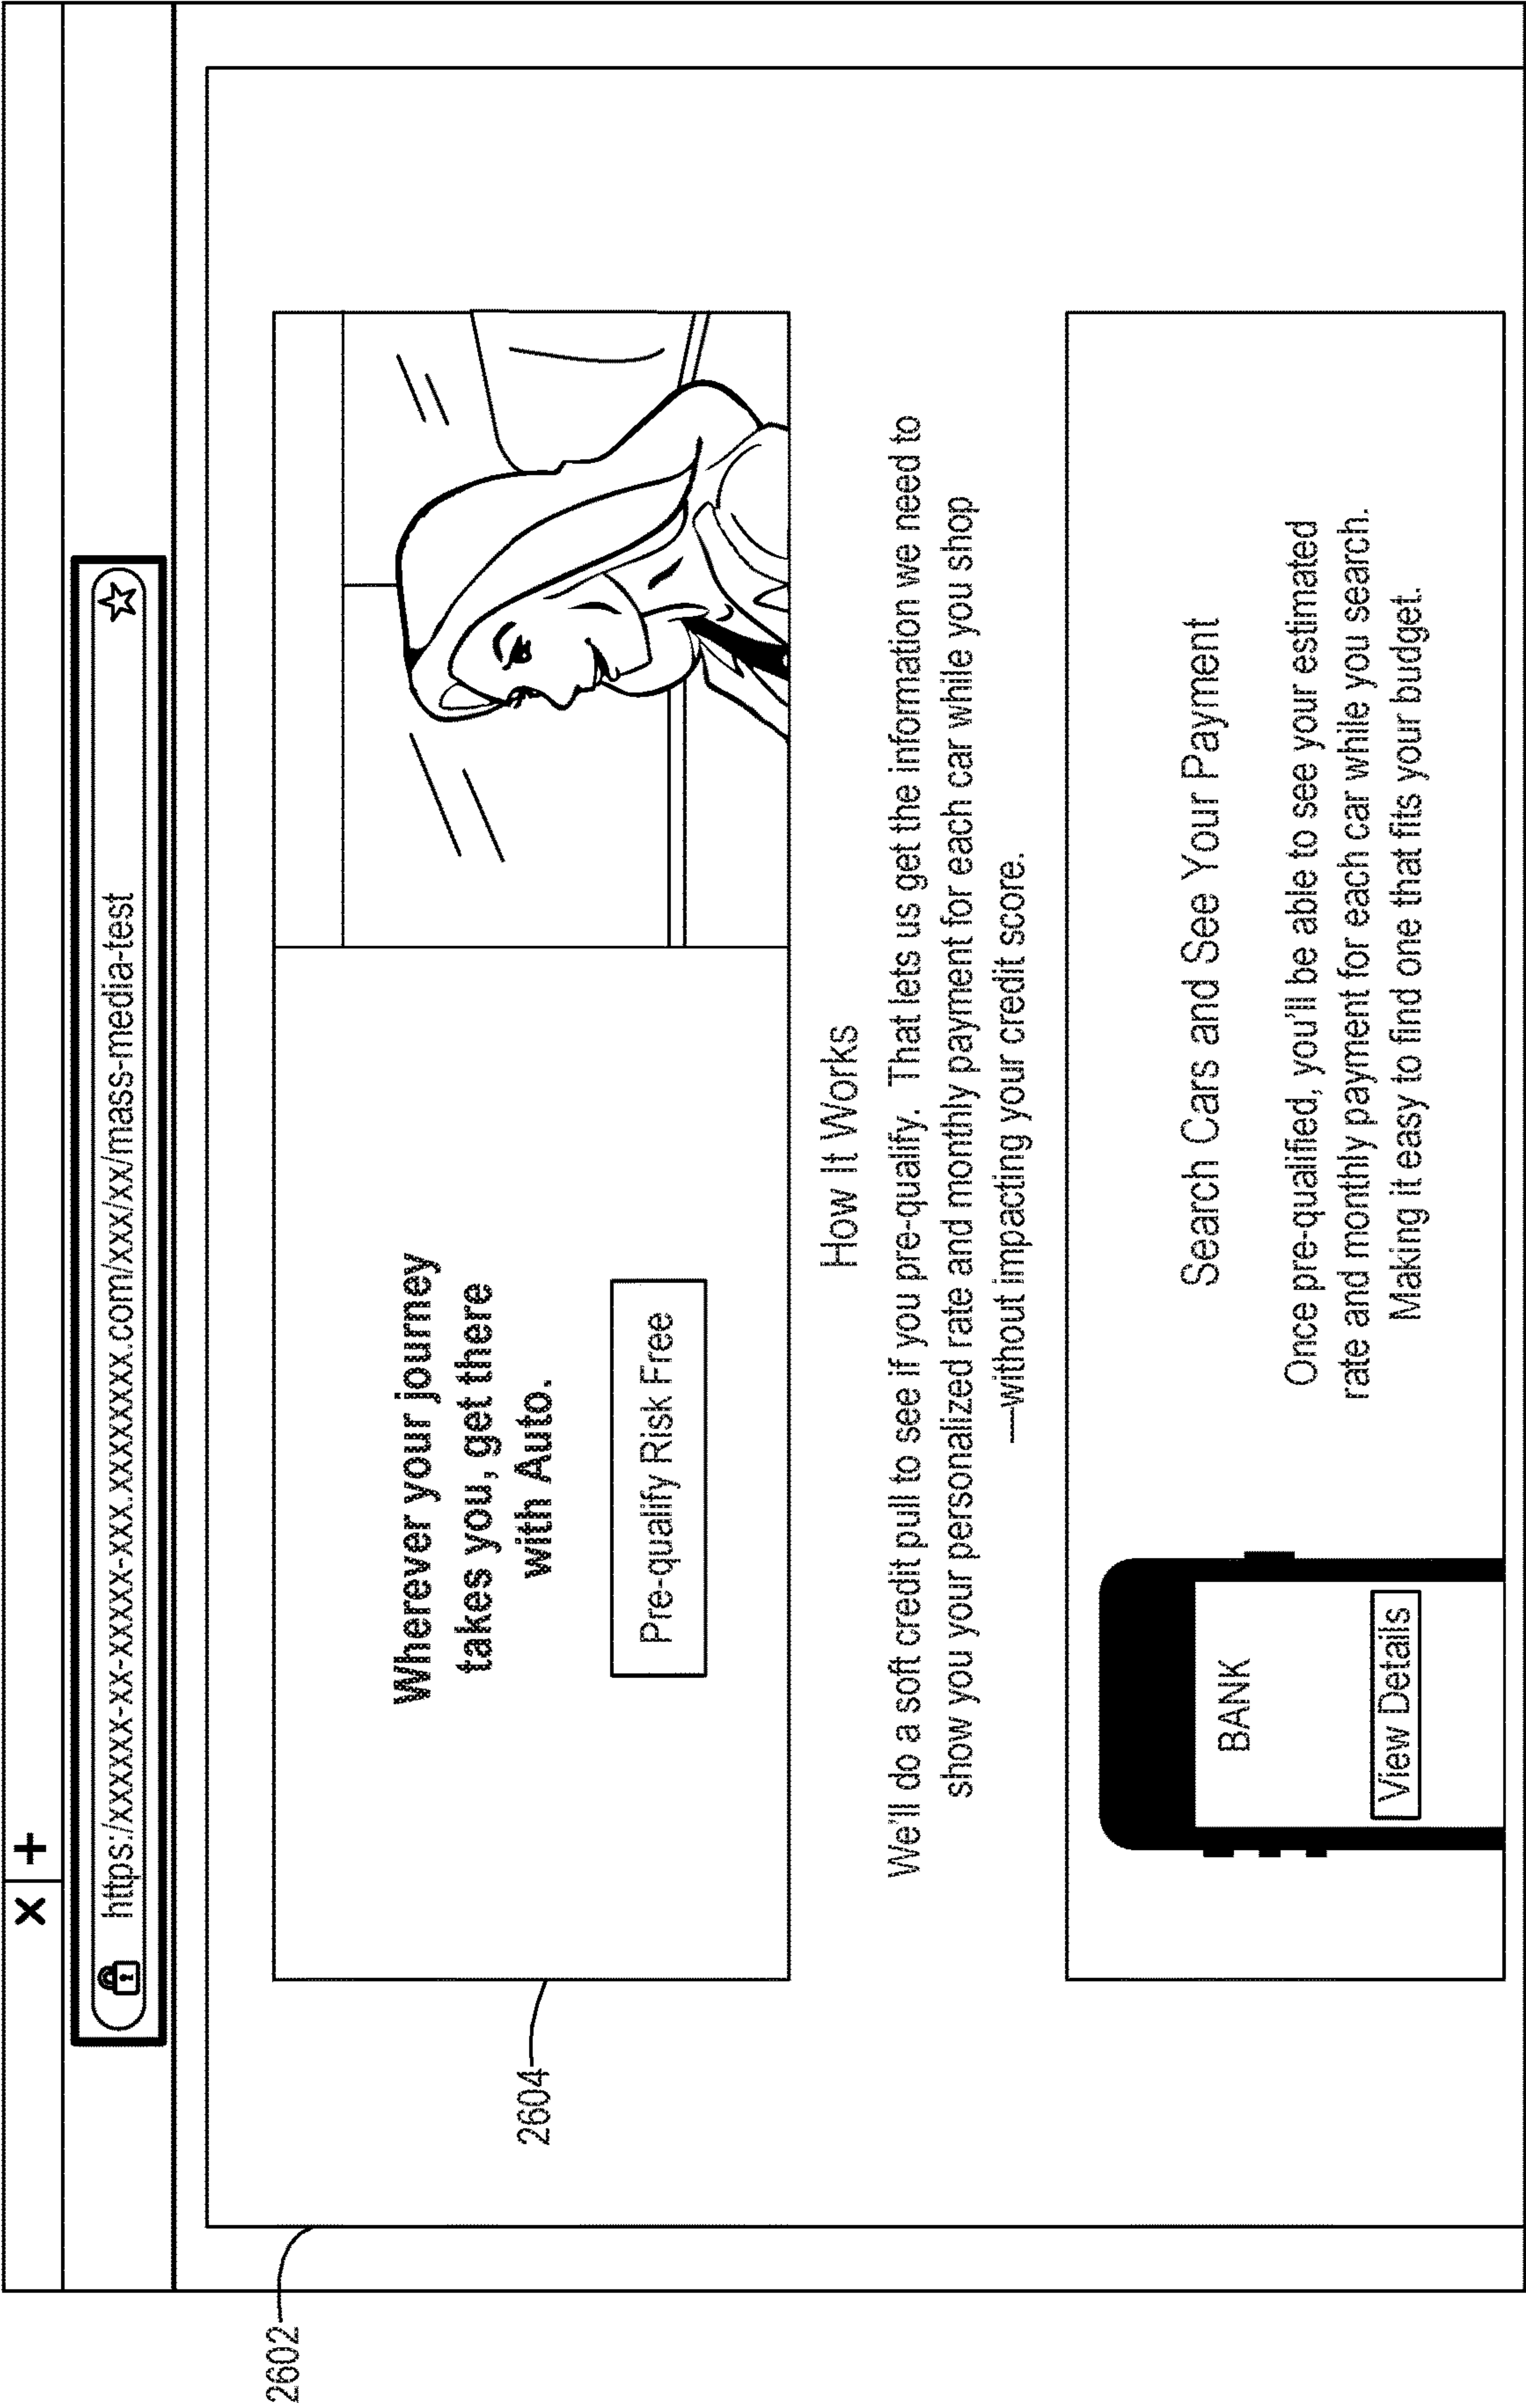 X +
https:/xxxxx-xx-xxxx-xxx.xxxxxxx.com/xxx/xx/mass-media-test
2602
2604
Wherever your journey
takes you, get there
with Auto.
Pre-qualify Risk Free
How It Works
We'll do a soft credit pull to see if you pre-qualify. That lets us get the information we need to
show you your personalized rate and monthly payment for each car while you shop
—without impacting your credit score.
BANK
View Details
Search Cars and See Your Payment
Once pre-qualified, you'll be able to see your estimated
rate and monthly payment for each car while you search.
Making it easy to find one that fits your budget.